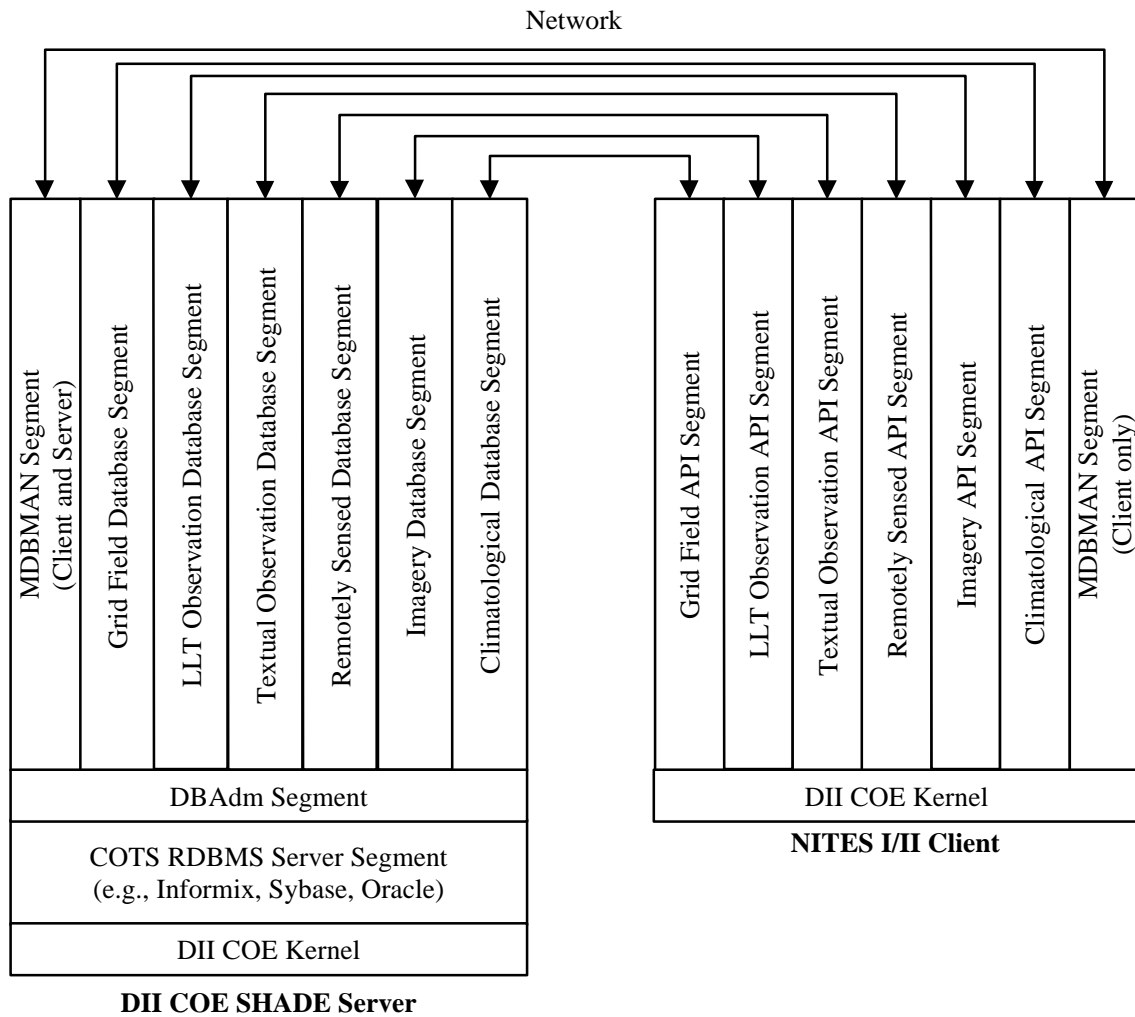 Network
MDBMAN Segment
(Client and Server)
Grid Field Database Segment
LLT Observation Database Segment
Textual Observation Database Segment
Remotely Sensed Database Segment
Imagery Database Segment
Climatological Database Segment
Grid Field API Segment
LLT Observation API Segment
Textual Observation API Segment
Remotely Sensed API Segment
Imagery API Segment
Climatological API Segment
MDBMAN Segment
(Client only)
DBAdm Segment
COTS RDBMS Server Segment
(e.g., Informix, Sybase, Oracle)
DII COE Kernel
DII COE SHADE Server
DII COE Kernel
NITES I/II Client